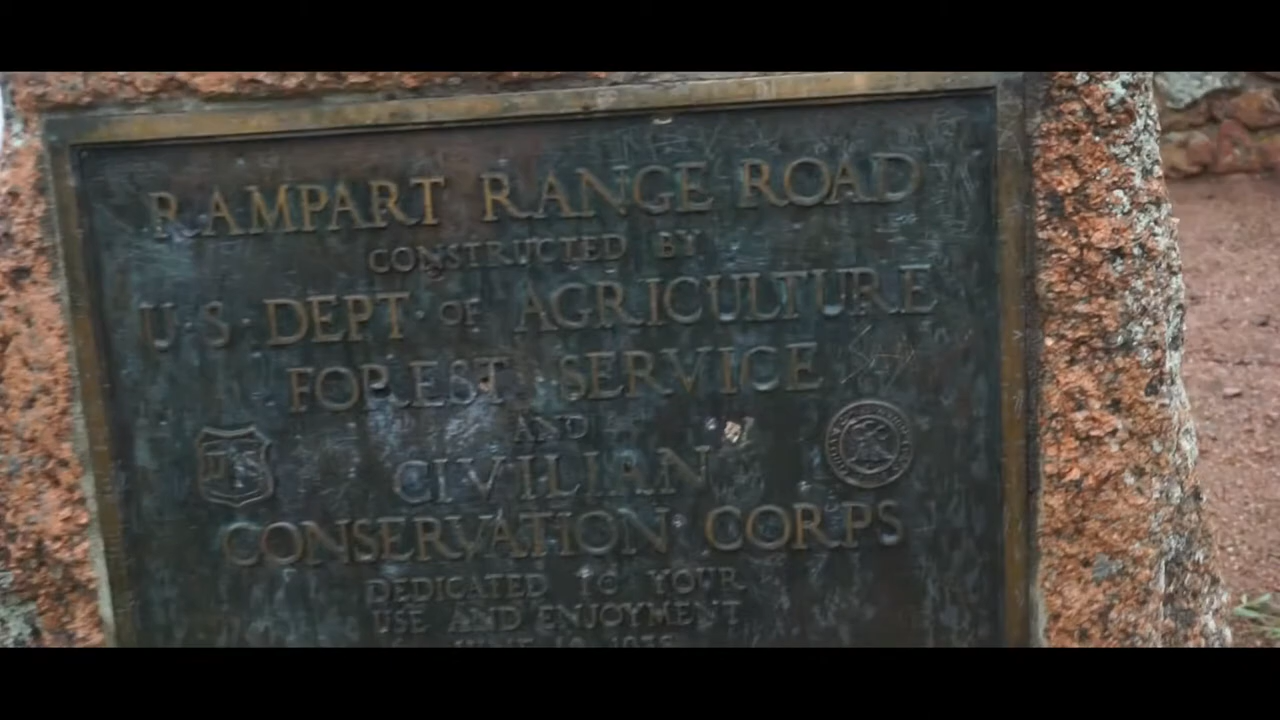 RAMPART RANGE ROAD
CONSTRUCTED BY
U·S·DEPT·OF AGRICULTURE
FOREST SERVICE
AND
CIVILIAN
CONSERVATION CORPS
DEDICATED TO YOUR
USE AND ENJOYMENT
US